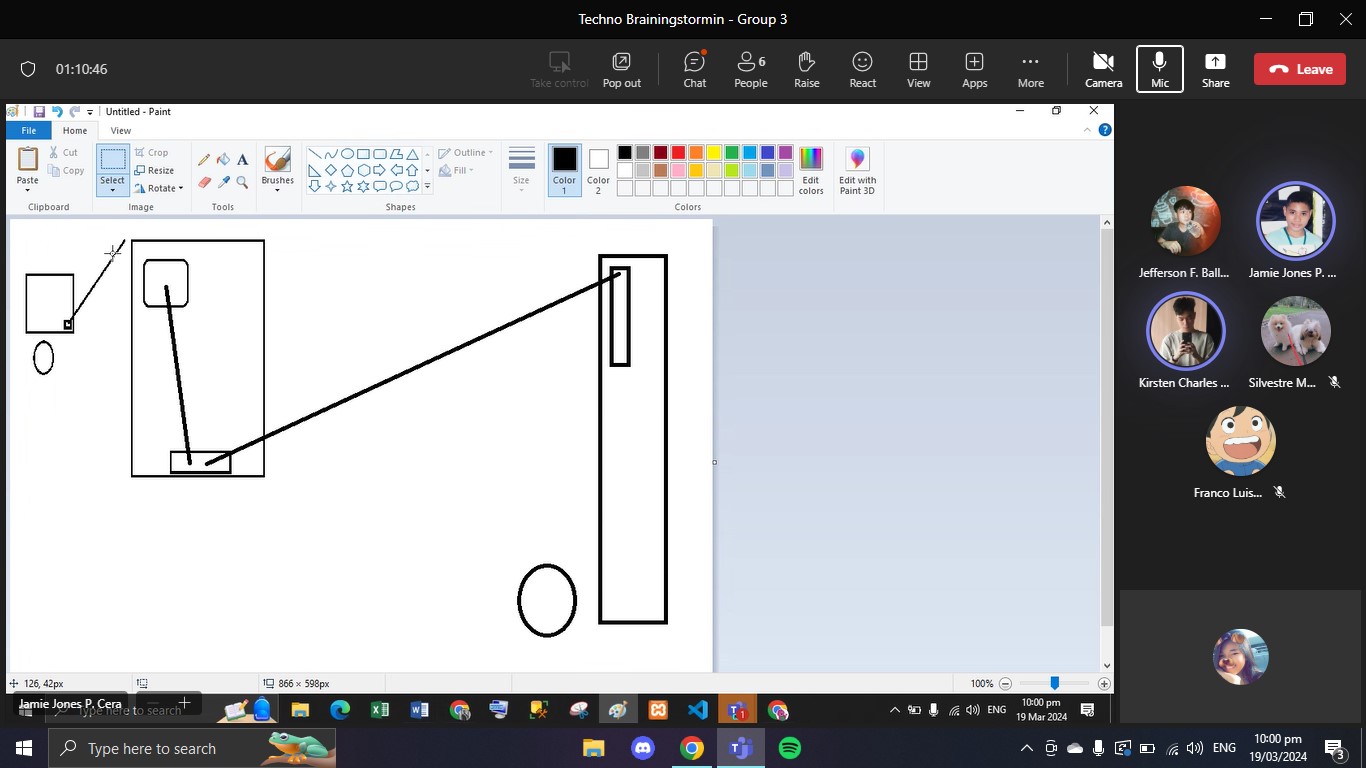 Techno Brainingstormin - Group 3
01:10:46
Take control
Pop out
Chat
People
6
Raise
React
View
Apps
More
Camera
Mic
Share
Leave
Untitled - Paint
File
Home
View
Paste
Cut
Copy
Clipboard
Select
Crop
Resize
Rotate
Image
A
Tools
Brushes
Outline
Fill
Shapes
Size
Color 1
Color 2
Edit colors
Colors
Edit with Paint 3D
Jefferson F. Ball...
Jamie Jones P. ...
Kirsten Charles ...
Silvestre M...
Franco Luis...
126, 42px
866 × 598px
100%
Jamie Jones P. Cera
Type here to search
ENG
10:00 pm
19 Mar 2024
Type here to search
ENG
10:00 pm
19/03/2024
3